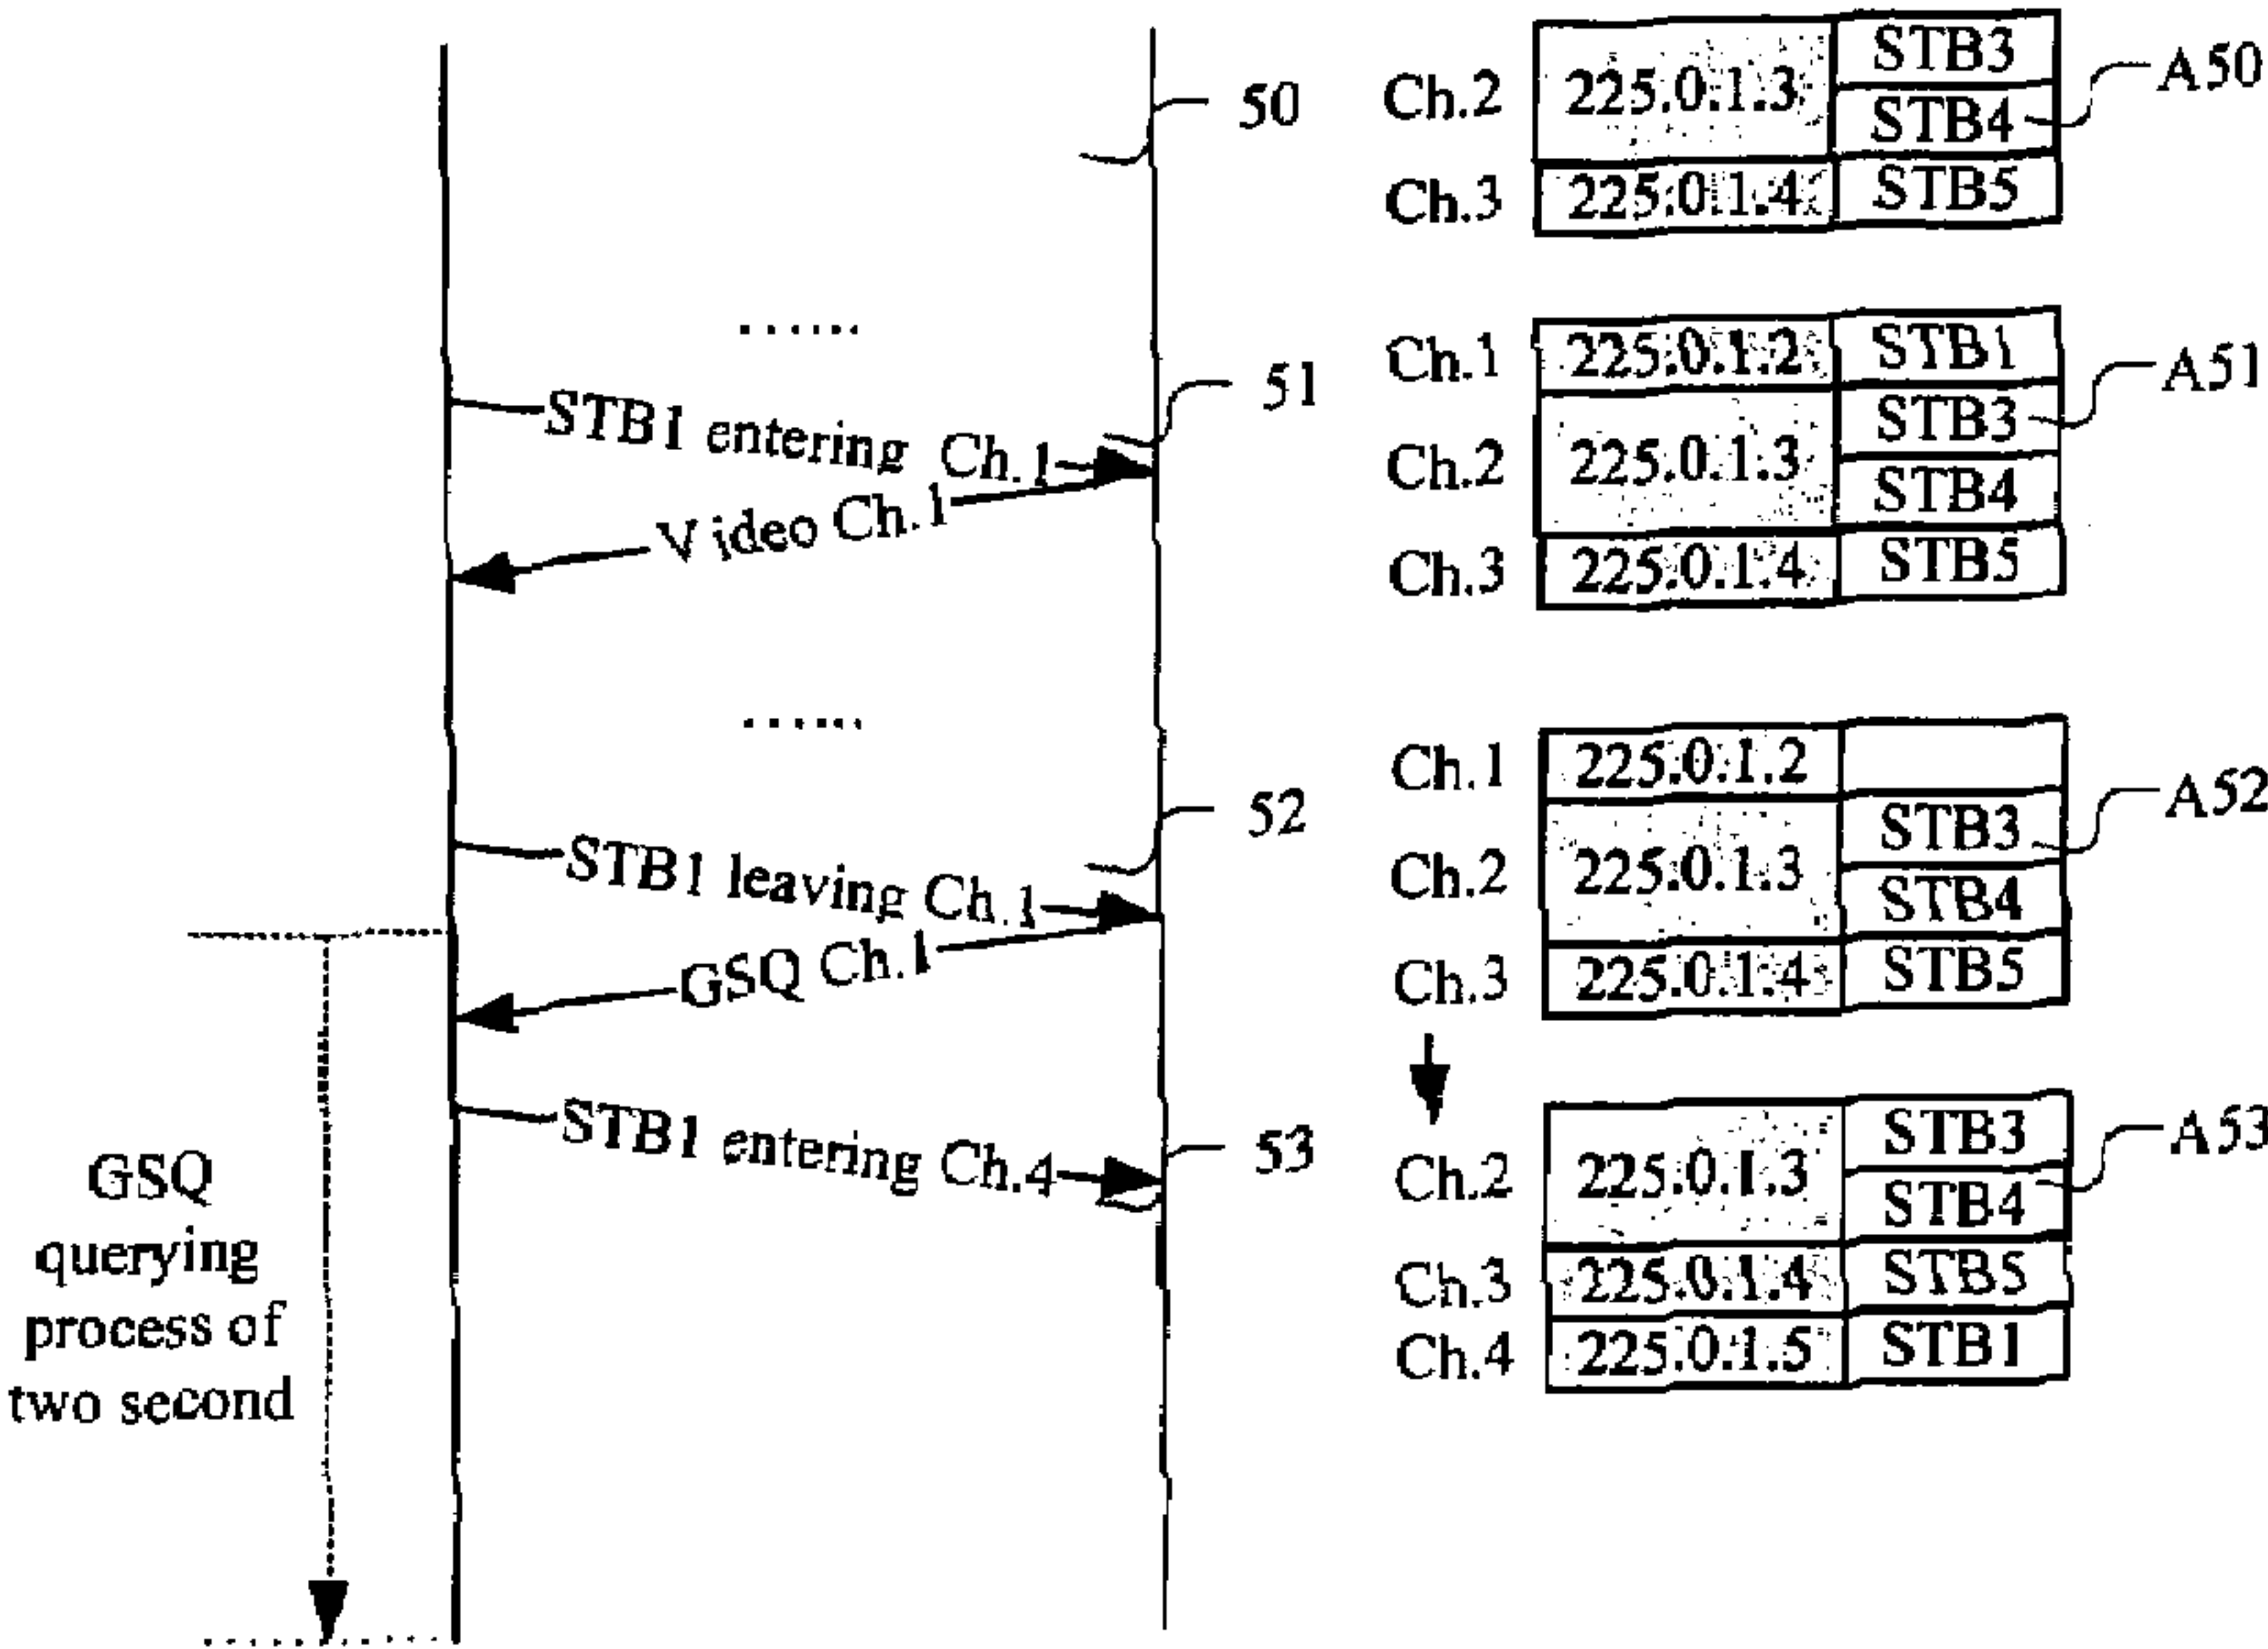 50
Ch.2 225.0.1.3 STB3 A50
STB4
Ch.3 225.0.1.4 STB5
......
STB1 entering Ch.1
Video Ch.1
51
Ch.1 225.0.1.2 STB1 A51
Ch.2 225.0.1.3 STB3
STB4
Ch.3 225.0.1.4 STB5
......
STB1 leaving Ch.1
GSQ Ch.1
52
Ch.1 225.0.1.2 A52
Ch.2 225.0.1.3 STB3
STB4
Ch.3 225.0.1.4 STB5
STB1 entering Ch.4
53
Ch.2 225.0.1.3 STB3 A53
STB4
Ch.3 225.0.1.4 STB5
Ch.4 225.0.1.5 STB1
GSQ
querying
process of
two second